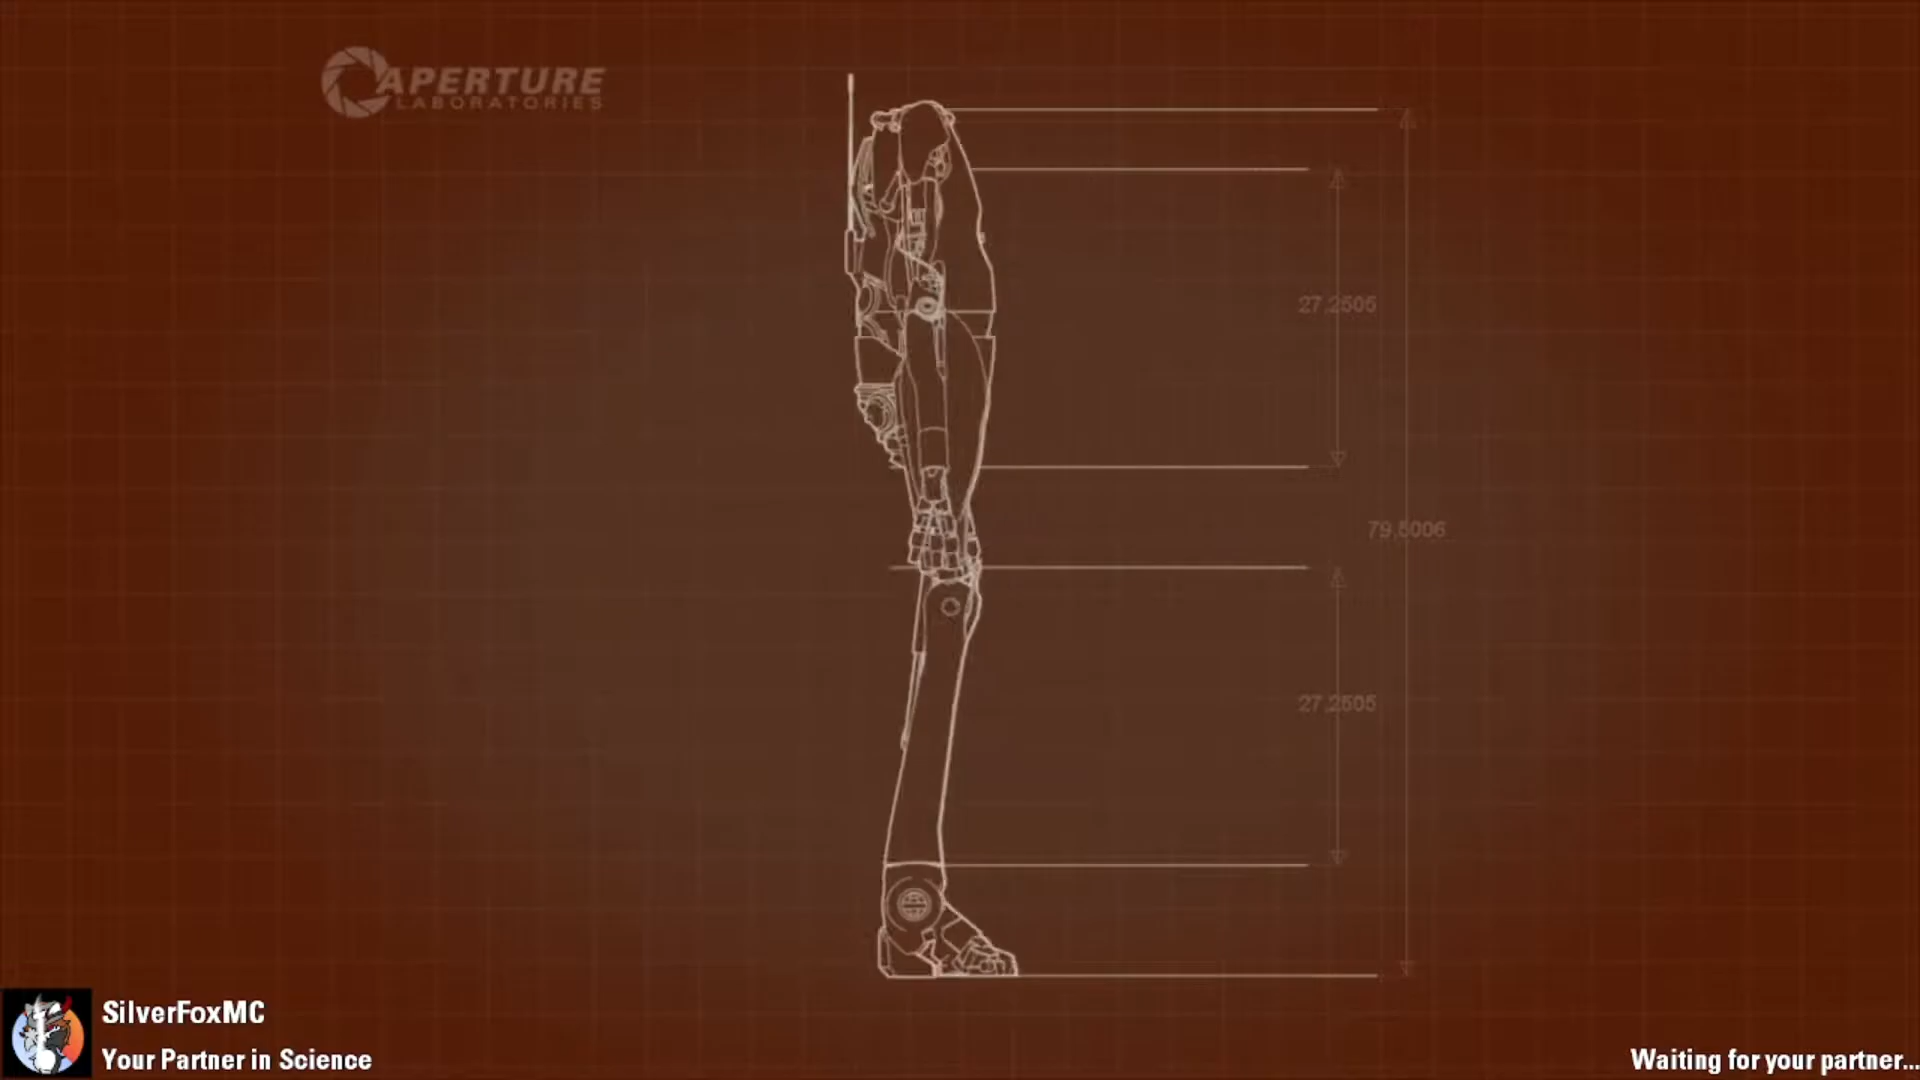 APERTURE
LABORATORIES
27,2505
79,5006
27,2505
SilverFoxMC
Your Partner in Science
Waiting for your partner...